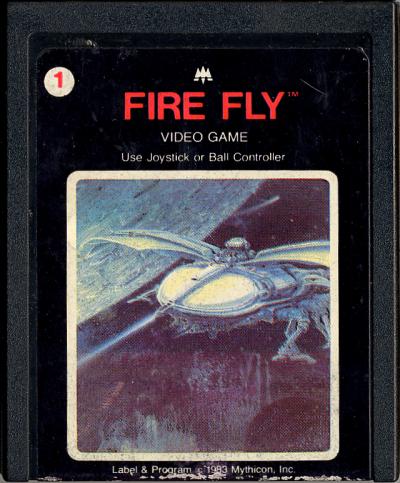 1
FIRE FLY™
VIDEO GAME
Use Joystick or Ball Controller
Label & Program © 1983 Mythicon, Inc.